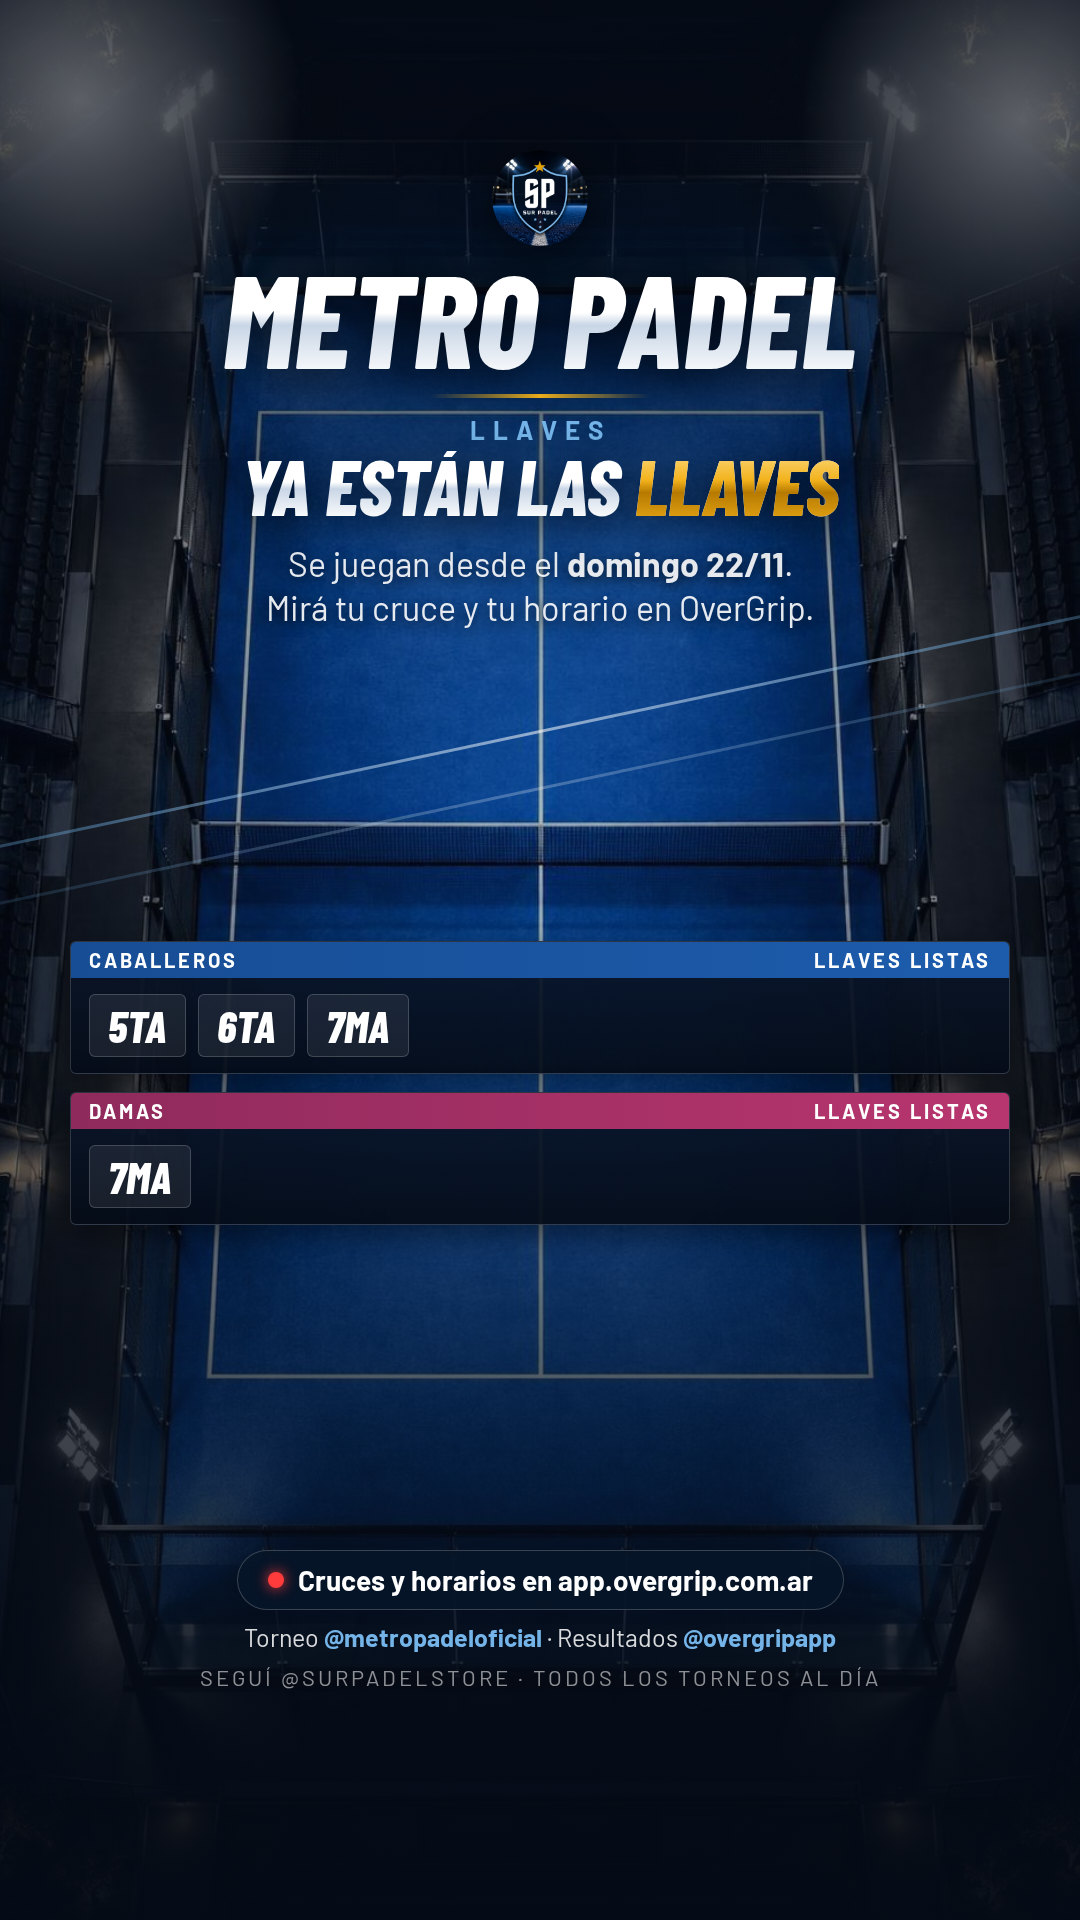 SP
SUR PADEL
METRO PADEL
LLAVES
YA ESTÁN LAS LLAVES
Se juegan desde el domingo 22/11.
Mirá tu cruce y tu horario en OverGrip.
CABALLEROS LLAVES LISTAS
5TA 6TA 7MA
DAMAS LLAVES LISTAS
7MA
Cruces y horarios en app.overgrip.com.ar
Torneo @metropadeloficial · Resultados @overgripapp
SEGUÍ @SURPADELSTORE · TODOS LOS TORNEOS AL DÍA